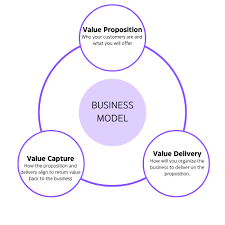 Value Proposition
Who your customers are and
what you will offer
BUSINESS
MODEL
Value Capture
How the proposition and
delivery align to return value
back to the business
Value Delivery
How will you organize the
business to deliver on the
proposition.